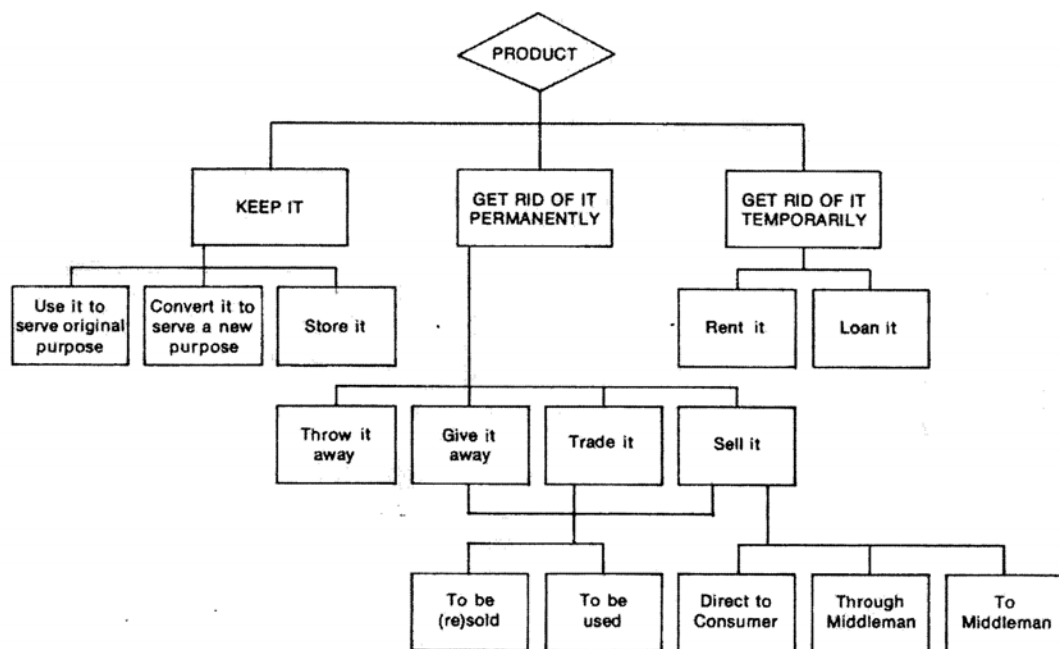 PRODUCT
KEEP IT
GET RID OF IT
PERMANENTLY
GET RID OF IT
TEMPORARILY
Use it to
serve original
purpose
Convert it to
serve a new
purpose
Store it
Rent it
Loan it
Throw it
away
Give it
away
Trade it
Sell it
To be
(re)sold
To be
used
Direct to
Consumer
Through
Middleman
To
Middleman